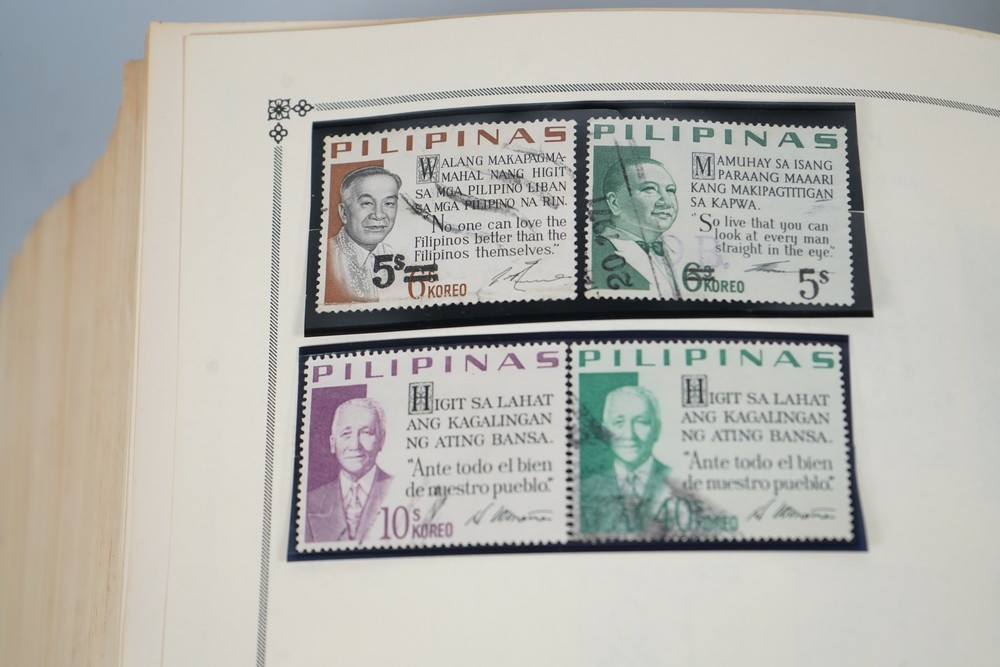 PILIPINAS
WALANG MAKAPAGMA-
MAHAL NANG HIGIT
SA MGA PILIPINO LIBAN
SA MGA PILIPINO NA RIN.
"No one can love the
Filipinos better than the
Filipinos themselves."
5s 6s KOREO
PILIPINAS
MAMUHAY SA ISANG
PARAANG MAAARI
KANG MAKIPAGTITIGAN
SA KAPWA.
"So live that you can
look at every man
straight in the eye."
6s KOREO 5s
PILIPINAS
HIGIT SA LAHAT
ANG KAGALINGAN
NG ATING BANSA.
"Ante todo el bien
de nuestro pueblo."
10s KOREO
PILIPINAS
HIGIT SA LAHAT
ANG KAGALINGAN
NG ATING BANSA.
"Ante todo el bien
de nuestro pueblo."
40s KOREO